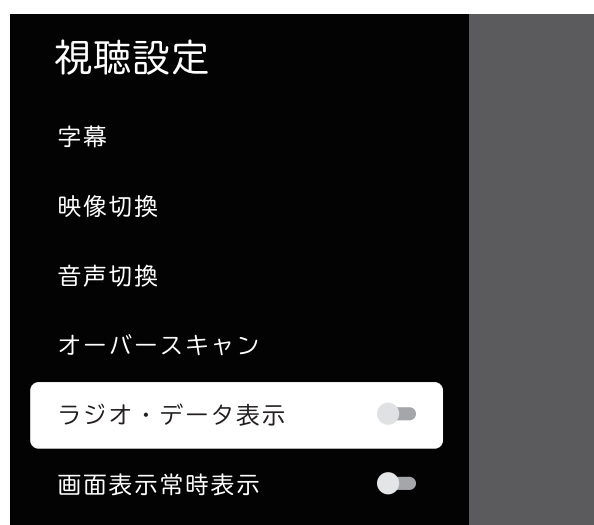 視聴設定
字幕
映像切換
音声切換
オーバースキャン
ラジオ・データ表示
画面表示常時表示